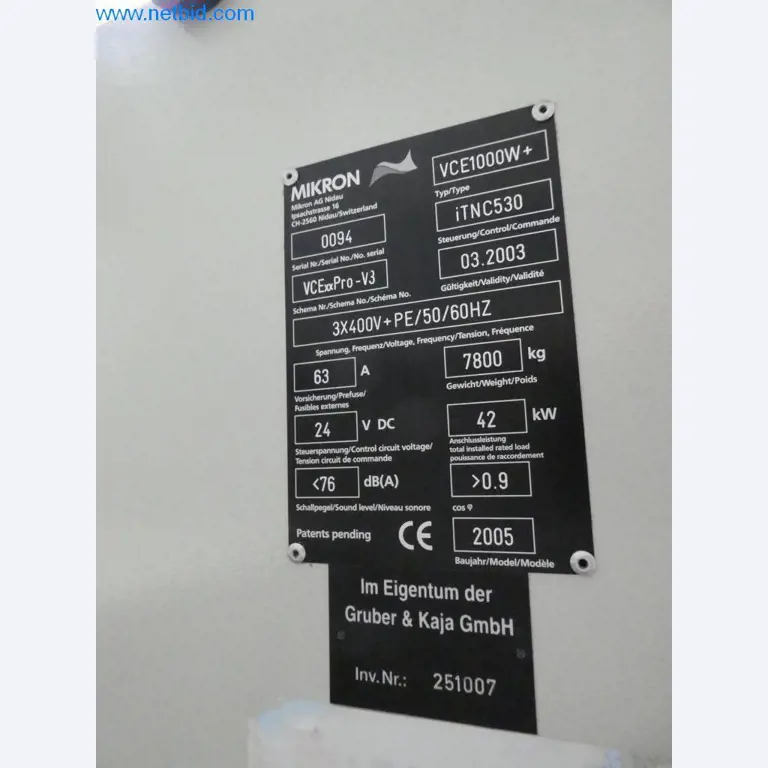 www.netbid.com
MIKRON
Mikron AG Nidau
Ipsachstrasse 16
CH-2560 Nidau/Switzerland
VCE1000W+
Typ/Type
0094
Serial Nr./Serial No./No. serial
iTNC530
Steuerung/Control/Commande
VCExxPro-V3
Schema Nr./Schema No./Schéma No.
03.2003
Gültigkeit/Validity/Validité
3X400V+PE/50/60HZ
Spannung, Frequenz/Voltage, Frequency/Tension, Fréquence
63 A
Vorsicherung/Prefuse/
Fusibles externes
7800 kg
Gewicht/Weight/Poids
24 V DC
Steuerspannung/Control circuit voltage/
Tension circuit de commande
42 kW
Anschlussleistung
total installed rated load
pouissance de raccordement
<76 dB(A)
Schallpegel/Sound level/Niveau sonore
>0.9
cos φ
Patents pending CE
2005
Baujahr/Model/Modèle
Im Eigentum der
Gruber & Kaja GmbH
Inv.Nr.: 251007